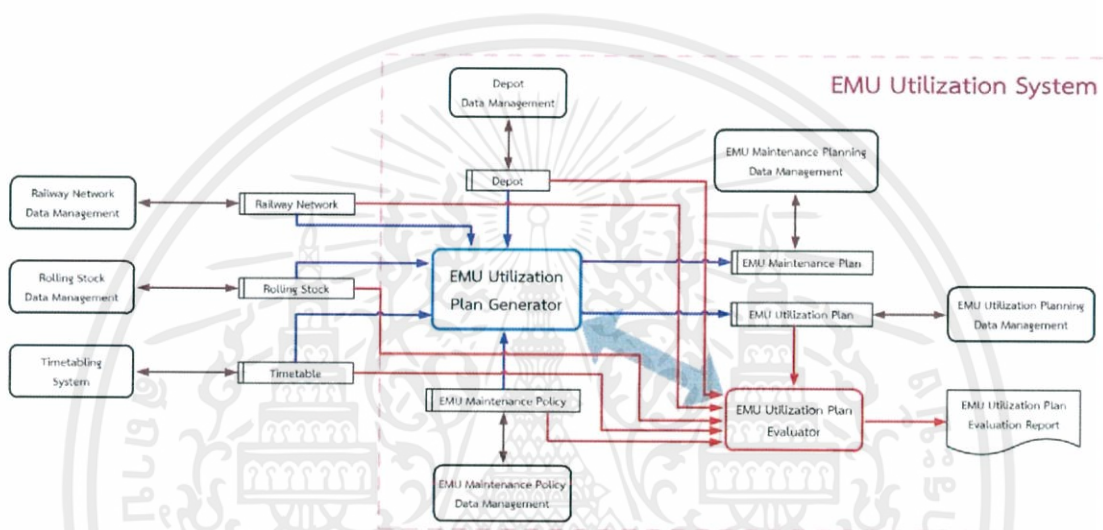 EMU Utilization System
Depot
Data Management
EMU Maintenance Planning
Data Management
Depot
Railway Network
Data Management
Railway Network
EMU Utilization
Plan Generator
EMU Maintenance Plan
Rolling Stock
Data Management
Rolling Stock
EMU Utilization Plan
EMU Utilization Planning
Data Management
Timetabling
System
Timetable
EMU Maintenance Policy
EMU Utilization Plan
Evaluator
EMU Utilization Plan
Evaluation Report
EMU Maintenance Policy
Data Management